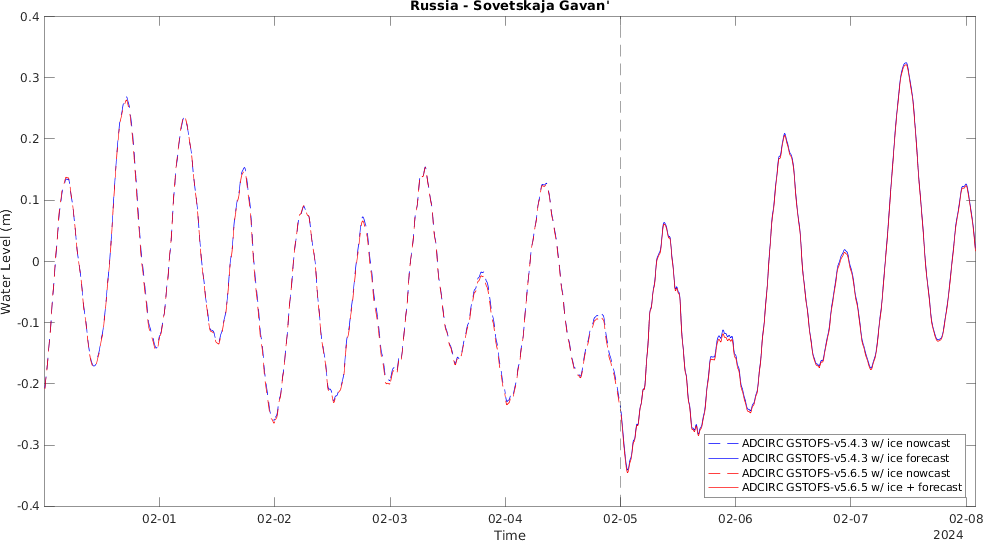 Russia - Sovetskaja Gavan'
0.4
0.3
0.2
0.1
0
-0.1
-0.2
-0.3
-0.4
Water Level (m)
02-01 02-02 02-03 02-04 02-05 02-06 02-07 02-08
2024
Time
ADCIRC GSTOFS-v5.4.3 w/ ice nowcast
ADCIRC GSTOFS-v5.4.3 w/ ice forecast
ADCIRC GSTOFS-v5.6.5 w/ ice nowcast
ADCIRC GSTOFS-v5.6.5 w/ ice + forecast